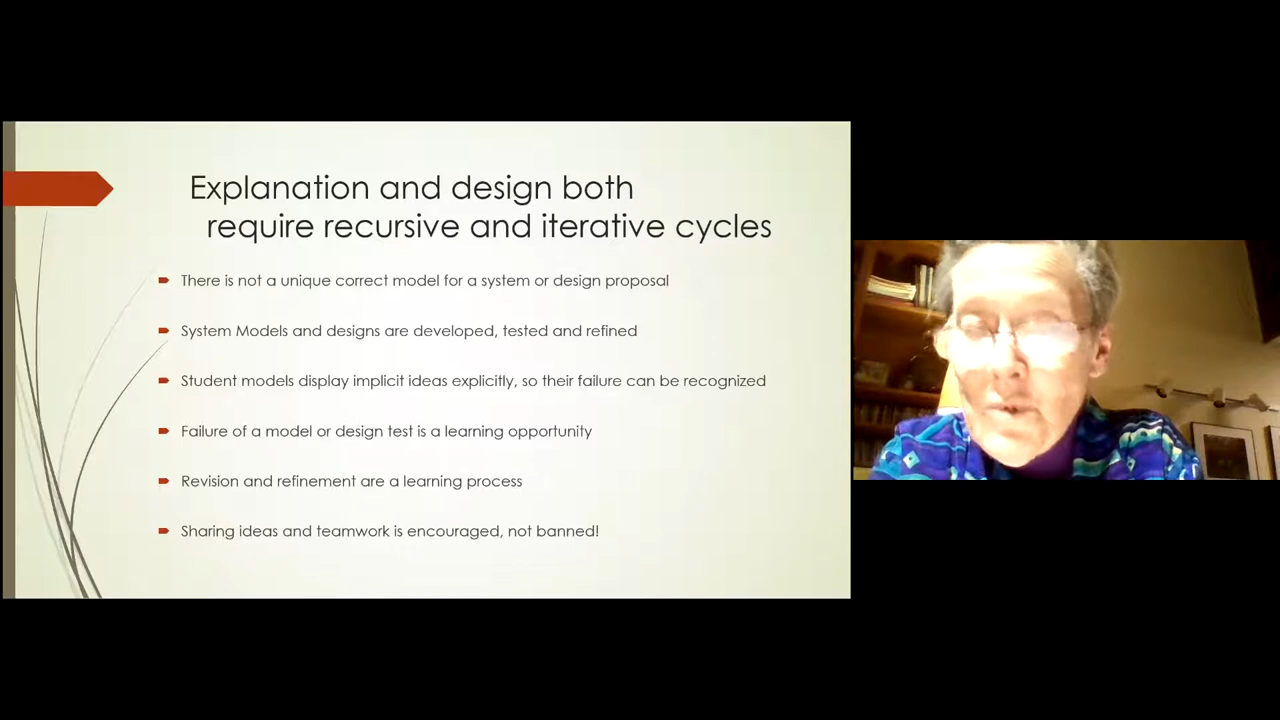 Explanation and design both
require recursive and iterative cycles
There is not a unique correct model for a system or design proposal
System Models and designs are developed, tested and refined
Student models display implicit ideas explicitly, so their failure can be recognized
Failure of a model or design test is a learning opportunity
Revision and refinement are a learning process
Sharing ideas and teamwork is encouraged, not banned!